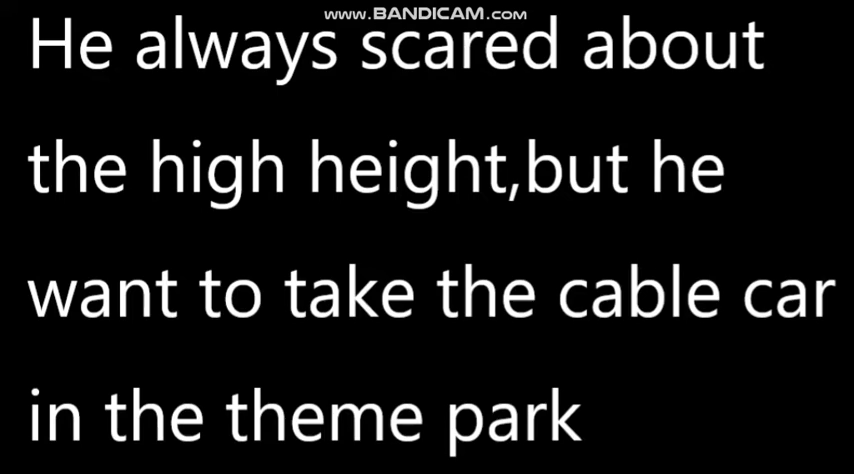 www.BANDICAM.com
He always scared about
the high height,but he
want to take the cable car
in the theme park